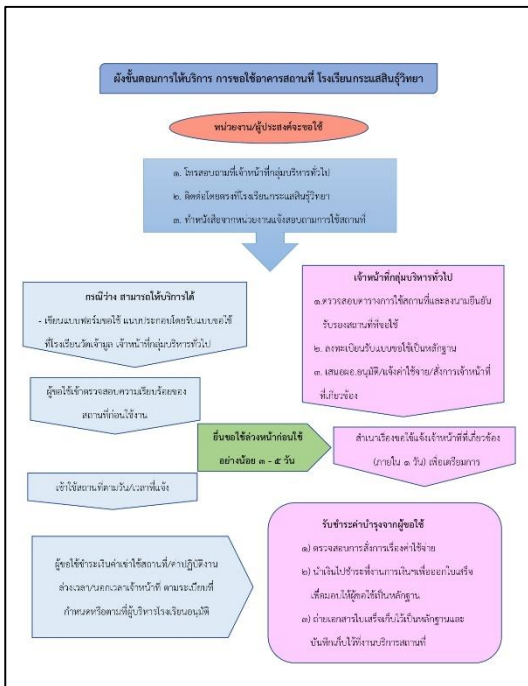 ผังขั้นตอนการให้บริการ การขอใช้อาคารสถานที่ โรงเรียนกระแสสินธุ์วิทยา
หน่วยงาน/ผู้ประสงค์จะขอใช้
๑. โทรสอบถามที่เจ้าหน้าที่กลุ่มบริหารทั่วไป
๒. ติดต่อโดยตรงที่โรงเรียนกระแสสินธุ์วิทยา
๓. ทำหนังสือจากหน่วยงานแจ้งสอบถามการใช้สถานที่
กรณีว่าง สามารถให้บริการได้
- เขียนแบบฟอร์มขอใช้ แนบประกอบโดยรับแบบขอใช้
ที่โรงเรียนวัดเจ้ามูล เจ้าหน้าที่กลุ่มบริหารทั่วไป
เจ้าหน้าที่กลุ่มบริหารทั่วไป
๑.ตรวจสอบตารางการใช้สถานที่และลงนามยืนยัน
รับรองสถานที่ที่ขอใช้
๒. ลงทะเบียนรับแบบขอใช้เป็นหลักฐาน
๓. เสนอผอ.อนุมัติ/แจ้งค่าใช้จ่าย/สั่งการเจ้าหน้าที่
ที่เกี่ยวข้อง
ผู้ขอใช้เข้าตรวจสอบความเรียบร้อยของ
สถานที่ก่อนใช้งาน
ยื่นขอใช้ล่วงหน้าก่อนใช้
อย่างน้อย ๓ - ๕ วัน
สำเนาเรื่องขอใช้แจ้งเจ้าหน้าที่ที่เกี่ยวข้อง
(ภายใน ๑ วัน) เพื่อเตรียมการ
เข้าใช้สถานที่ตามวัน/เวลาที่แจ้ง
ผู้ขอใช้ชำระเงินค่าเช่าใช้สถานที่/ค่าปฏิบัติงาน
ล่วงเวลา/นอกเวลาเจ้าหน้าที่ ตามระเบียบที่
กำหนดหรือตามที่ผู้บริหารโรงเรียนอนุมัติ
รับชำระค่าบำรุงจากผู้ขอใช้
๑) ตรวจสอบการสั่งการเรื่องค่าใช้จ่าย
๒) นำเงินไปชำระที่งานการเงินฯเพื่อออกใบเสร็จ
เพื่อมอบให้ผู้ขอใช้เป็นหลักฐาน
๓) ถ่ายเอกสารใบเสร็จเก็บไว้เป็นหลักฐานและ
บันทึกเก็บไว้ที่งานบริการสถานที่